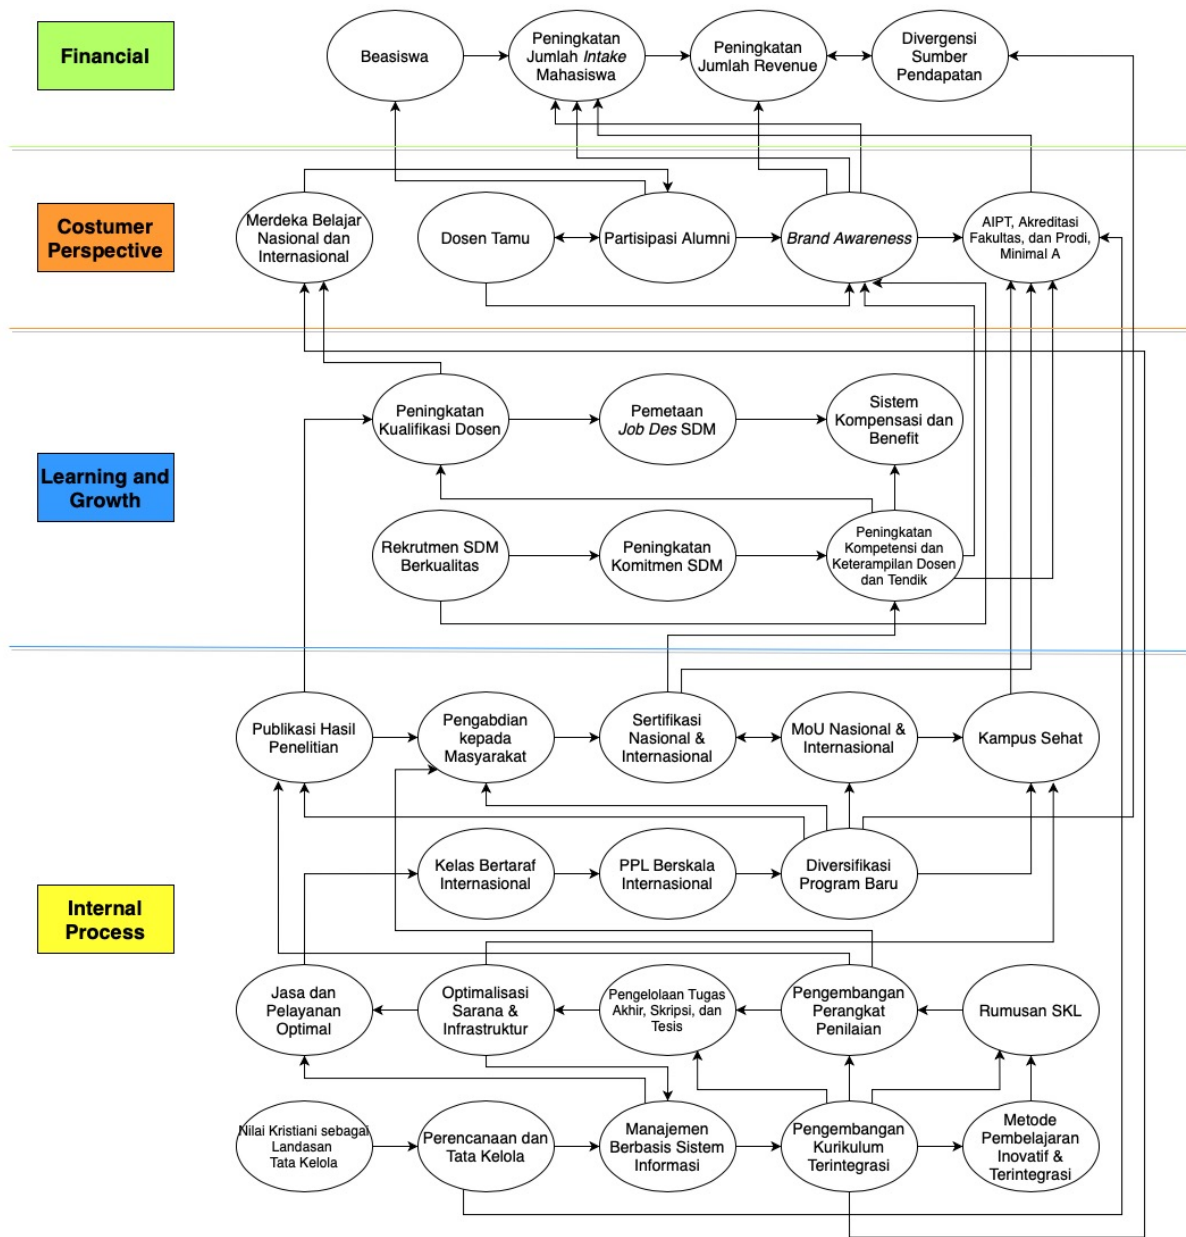 Financial
Beasiswa
Peningkatan
Jumlah Intake
Mahasiswa
Peningkatan
Jumlah Revenue
Divergensi
Sumber
Pendapatan
Costumer
Perspective
Merdeka Belajar
Nasional dan
Internasional
Dosen Tamu
Partisipasi Alumni
Brand Awareness
AIPT, Akreditasi
Fakultas, dan Prodi,
Minimal A
Learning and
Growth
Peningkatan
Kualifikasi Dosen
Pemetaan
Job Des SDM
Sistem
Kompensasi dan
Benefit
Rekrutmen SDM
Berkualitas
Peningkatan
Komitmen SDM
Peningkatan
Kompetensi dan
Keterampilan Dosen
dan Tendik
Internal
Process
Publikasi Hasil
Penelitian
Pengabdian
kepada
Masyarakat
Sertifikasi
Nasional &
Internasional
MoU Nasional &
Internasional
Kampus Sehat
Kelas Bertaraf
Internasional
PPL Berskala
Internasional
Diversifikasi
Program Baru
Jasa dan
Pelayanan
Optimal
Optimalisasi
Sarana &
Infrastruktur
Pengelolaan Tugas
Akhir, Skripsi, dan
Tesis
Pengembangan
Perangkat
Penilaian
Rumusan SKL
Nilai Kristiani sebagai
Landasan
Tata Kelola
Perencanaan dan
Tata Kelola
Manajemen
Berbasis Sistem
Informasi
Pengembangan
Kurikulum
Terintegrasi
Metode
Pembelajaran
Inovatif &
Terintegrasi